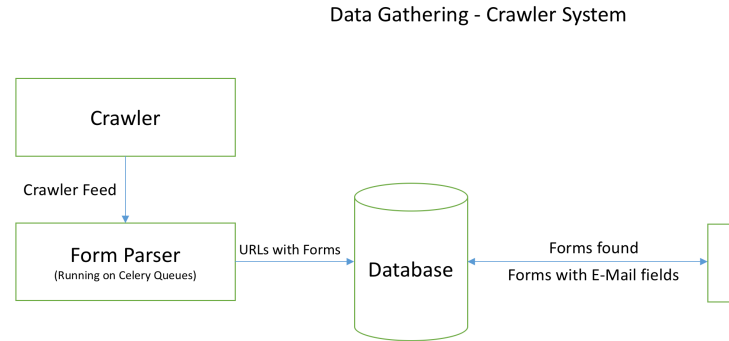 Data Gathering - Crawler System
Crawler
Crawler Feed
Form Parser
(Running on Celery Queues)
URLs with Forms
Database
Forms found
Forms with E-Mail fields